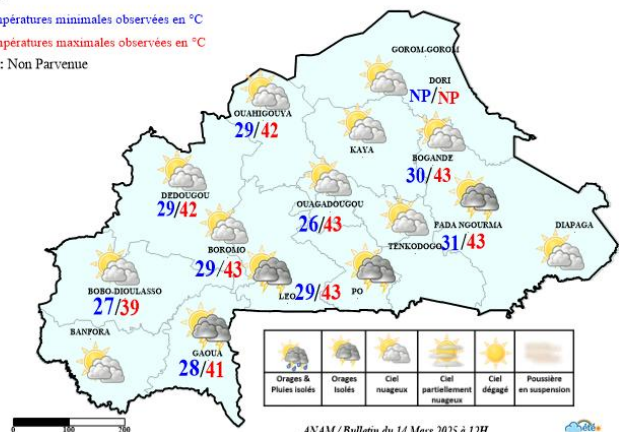 mpératures minimales observées en °C
mpératures maximales observées en °C
: Non Parvenue
GOROM-GOROM
DORI
NP/NP
OUAHIGOUYA
29/42
KAYA
BOGANDE
30/43
DEDOUGOU
29/42
OUAGADOUGOU
26/43
FADA NGOURMA
31/43
TENKODOGO
DIAPAGA
BOROMO
29/43
BOBO-DIOULASSO
27/39
LEO 29/43 PO
BANFORA
GAOUA
28/41
Orages & Pluies isolés
Orages Isolés
Ciel nuageux
Ciel partiellement nuageux
Ciel dégagé
Poussière en suspension
0 100 200
ANAM / Bulletin du 14 Mars 2025 à 12H